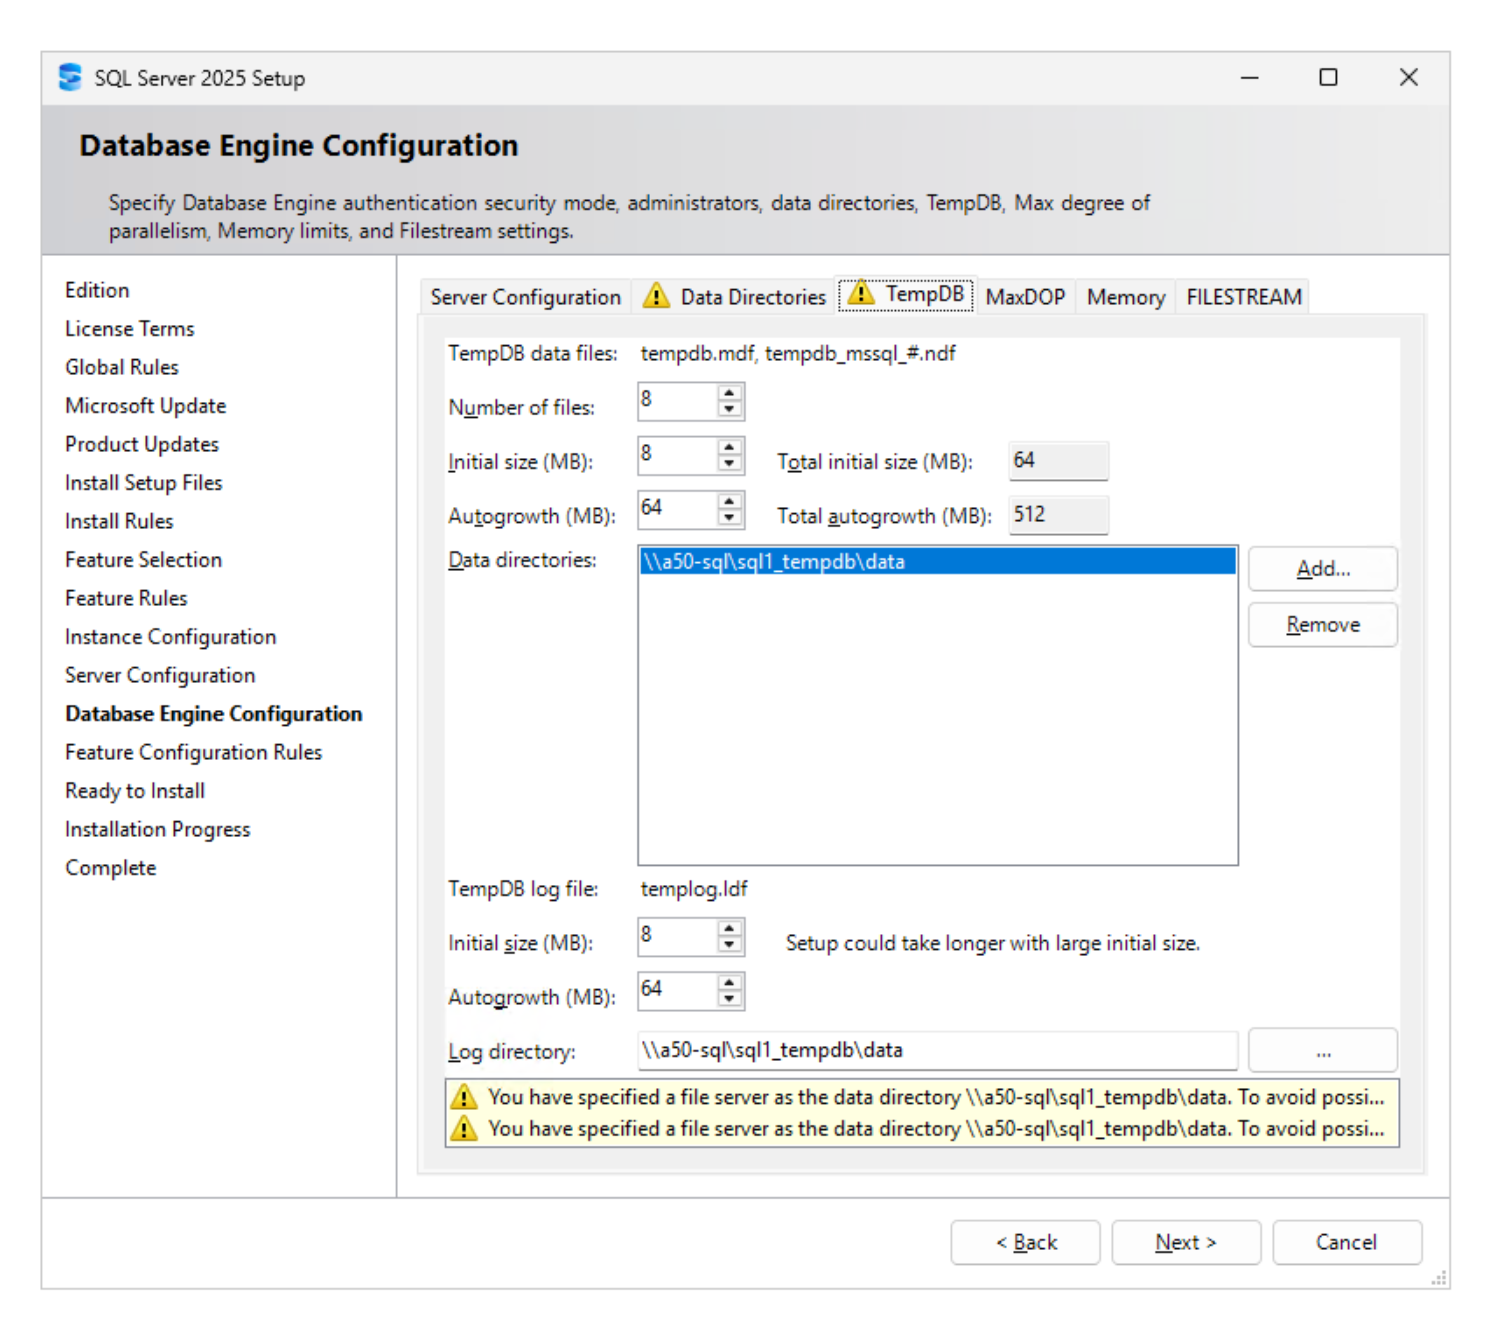 SQL Server 2025 Setup
Database Engine Configuration
Specify Database Engine authentication security mode, administrators, data directories, TempDB, Max degree of
parallelism, Memory limits, and Filestream settings.
Edition
License Terms
Global Rules
Microsoft Update
Product Updates
Install Setup Files
Install Rules
Feature Selection
Feature Rules
Instance Configuration
Server Configuration
Database Engine Configuration
Feature Configuration Rules
Ready to Install
Installation Progress
Complete
Server Configuration Data Directories TempDB MaxDOP Memory FILESTREAM
TempDB data files: tempdb.mdf, tempdb_mssql_#.ndf
Number of files: 8
Initial size (MB): 8 Total initial size (MB): 64
Autogrowth (MB): 64 Total autogrowth (MB): 512
Data directories: \\a50-sql\sql1_tempdb\data Add...
Remove
TempDB log file: templog.ldf
Initial size (MB): 8 Setup could take longer with large initial size.
Autogrowth (MB): 64
Log directory: \\a50-sql\sql1_tempdb\data ...
You have specified a file server as the data directory \\a50-sql\sql1_tempdb\data. To avoid possi...
You have specified a file server as the data directory \\a50-sql\sql1_tempdb\data. To avoid possi...
< Back Next > Cancel